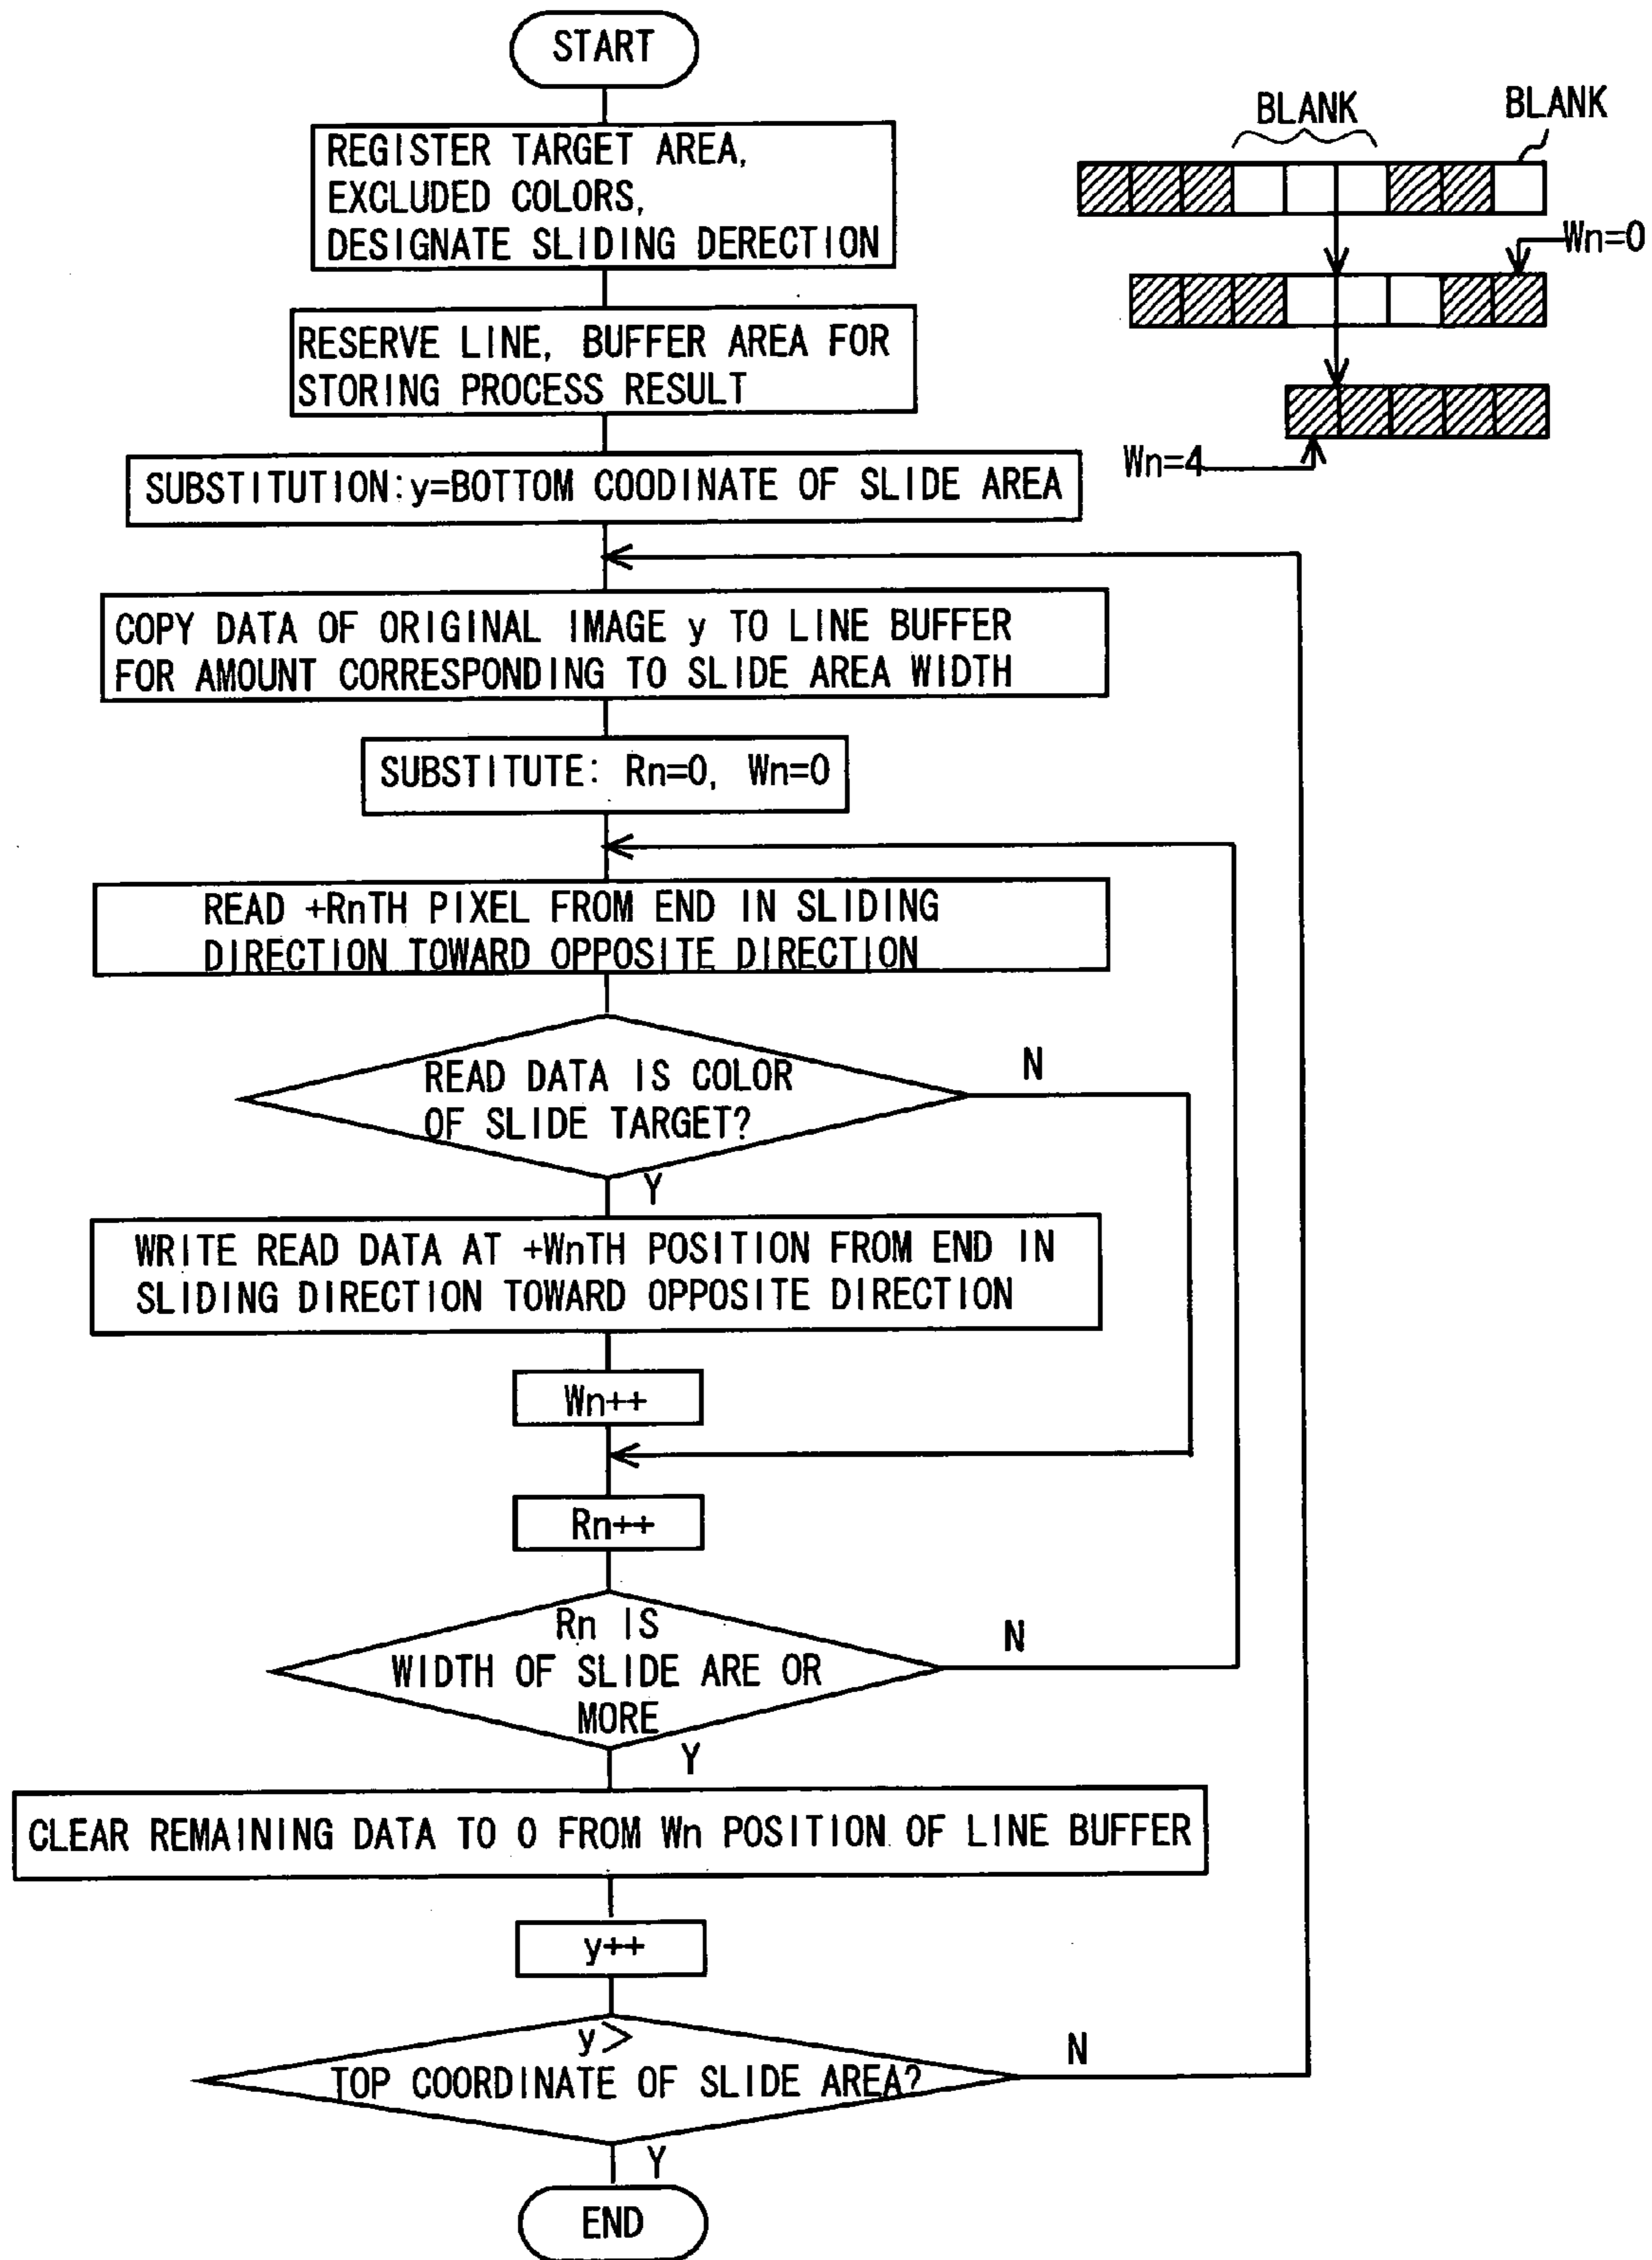 START
REGISTER TARGET AREA,
EXCLUDED COLORS,
DESIGNATE SLIDING DERECTION
RESERVE LINE, BUFFER AREA FOR
STORING PROCESS RESULT
SUBSTITUTION:y=BOTTOM COODINATE OF SLIDE AREA
COPY DATA OF ORIGINAL IMAGE y TO LINE BUFFER
FOR AMOUNT CORRESPONDING TO SLIDE AREA WIDTH
SUBSTITUTE: Rn=0, Wn=0
READ +RnTH PIXEL FROM END IN SLIDING
DIRECTION TOWARD OPPOSITE DIRECTION
READ DATA IS COLOR
OF SLIDE TARGET?
N
Y
WRITE READ DATA AT +WnTH POSITION FROM END IN
SLIDING DIRECTION TOWARD OPPOSITE DIRECTION
Wn++
Rn++
Rn IS
WIDTH OF SLIDE ARE OR
MORE
N
Y
CLEAR REMAINING DATA TO 0 FROM Wn POSITION OF LINE BUFFER
y++
y>
TOP COORDINATE OF SLIDE AREA?
N
Y
END
BLANK
BLANK
Wn=0
Wn=4